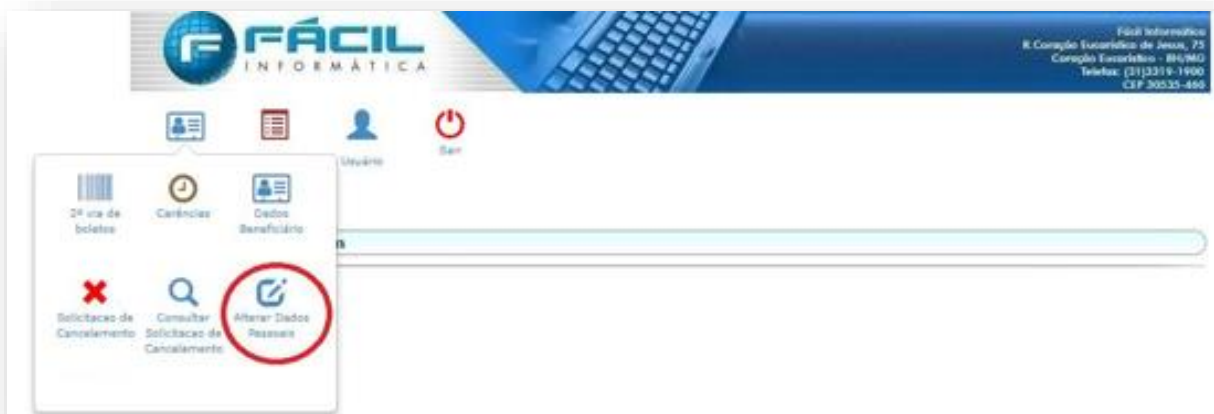 FÁCIL
INFORMÁTICA
Fácil Informática
R.Coração Eucarístico de Jesus, 75
Coração Eucarístico - BH/MG
Telefax: (31)3319-1900
CEP 30535-460
Usuário
Sair
2ª via de
boletos
Carências
Dados
Beneficiário
Solicitacao de
Cancelamento
Consultar
Solicitacao de
Cancelamento
Alterar Dados
Pessoais